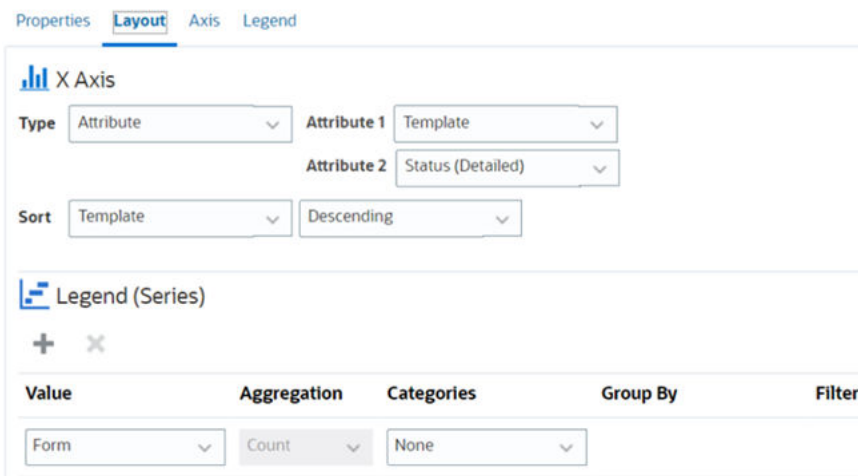 Properties Layout Axis Legend
X Axis
Type Attribute Attribute 1 Template
Attribute 2 Status (Detailed)
Sort Template Descending
Legend (Series)
Value Aggregation Categories Group By Filter
Form Count None